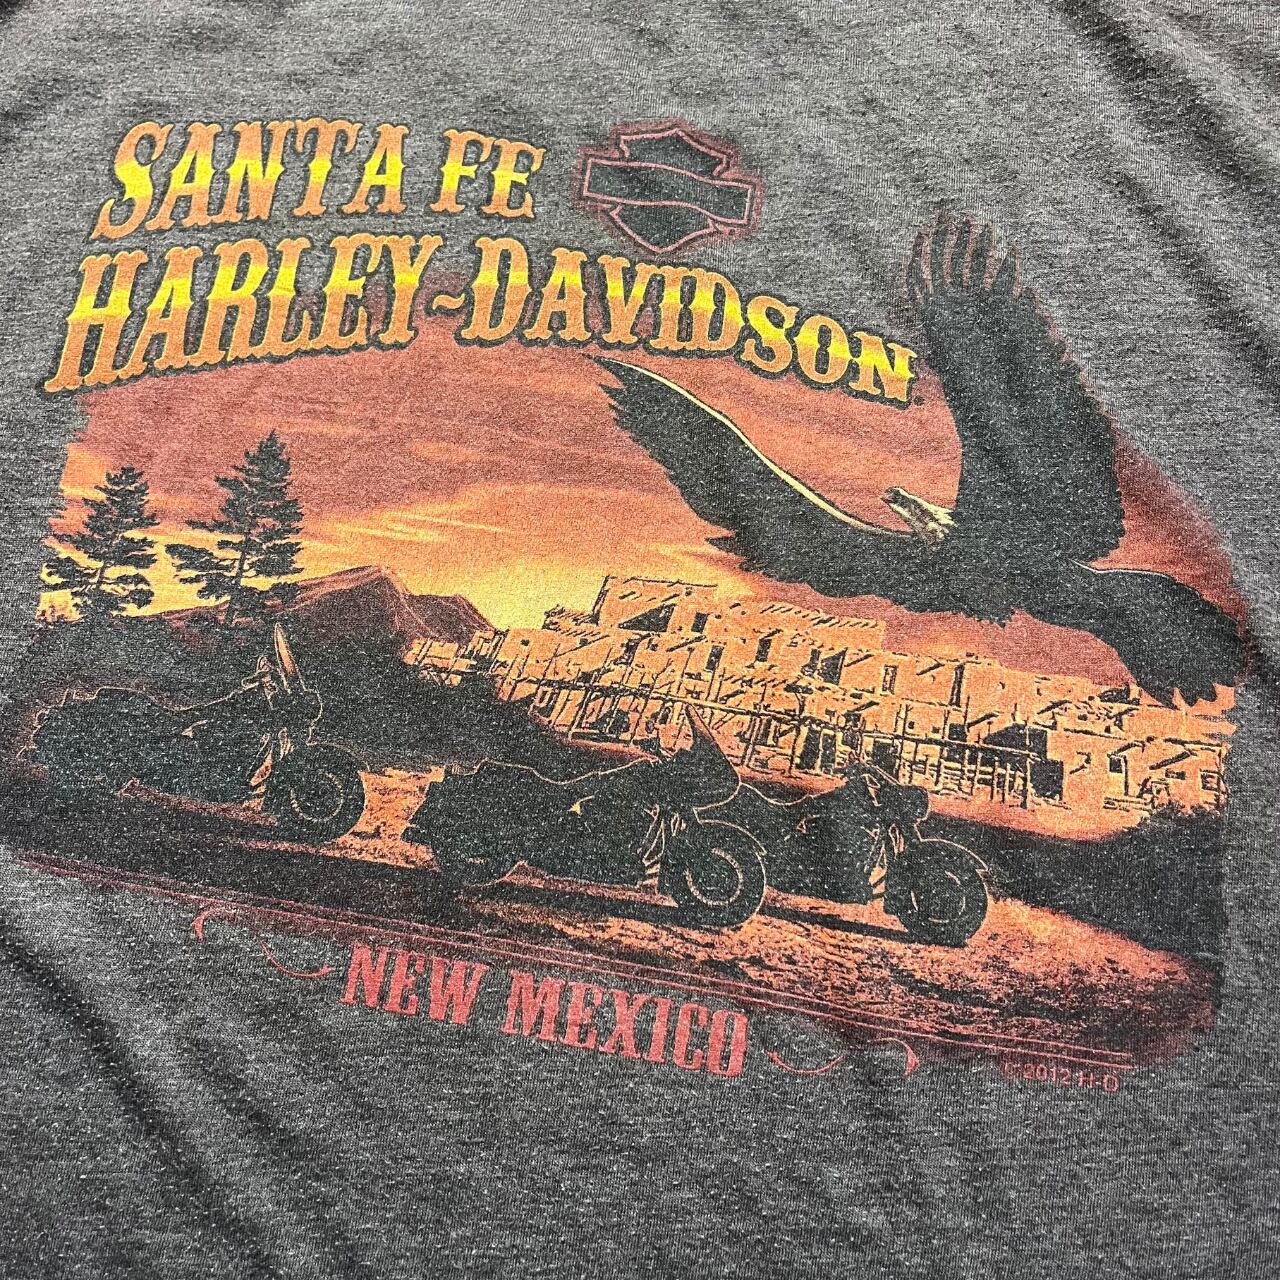 SANTA FE
HARLEY-DAVIDSON
NEW MEXICO
© 2012 H-D